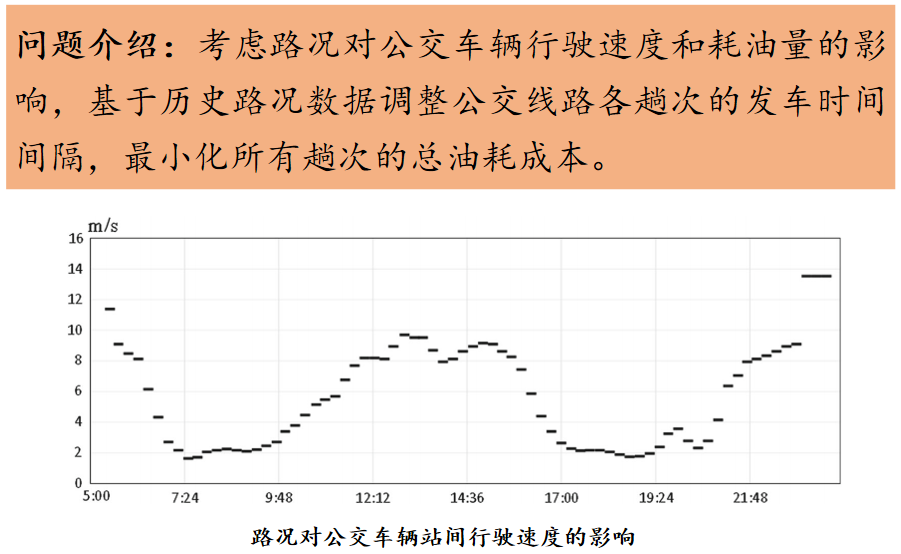 问题介绍：考虑路况对公交车辆行驶速度和耗油量的影
响，基于历史路况数据调整公交线路各趟次的发车时间
间隔，最小化所有趟次的总油耗成本。
m/s
16
14
12
10
8
6
4
2
0
5:00 7:24 9:48 12:12 14:36 17:00 19:24 21:48
路况对公交车辆站间行驶速度的影响